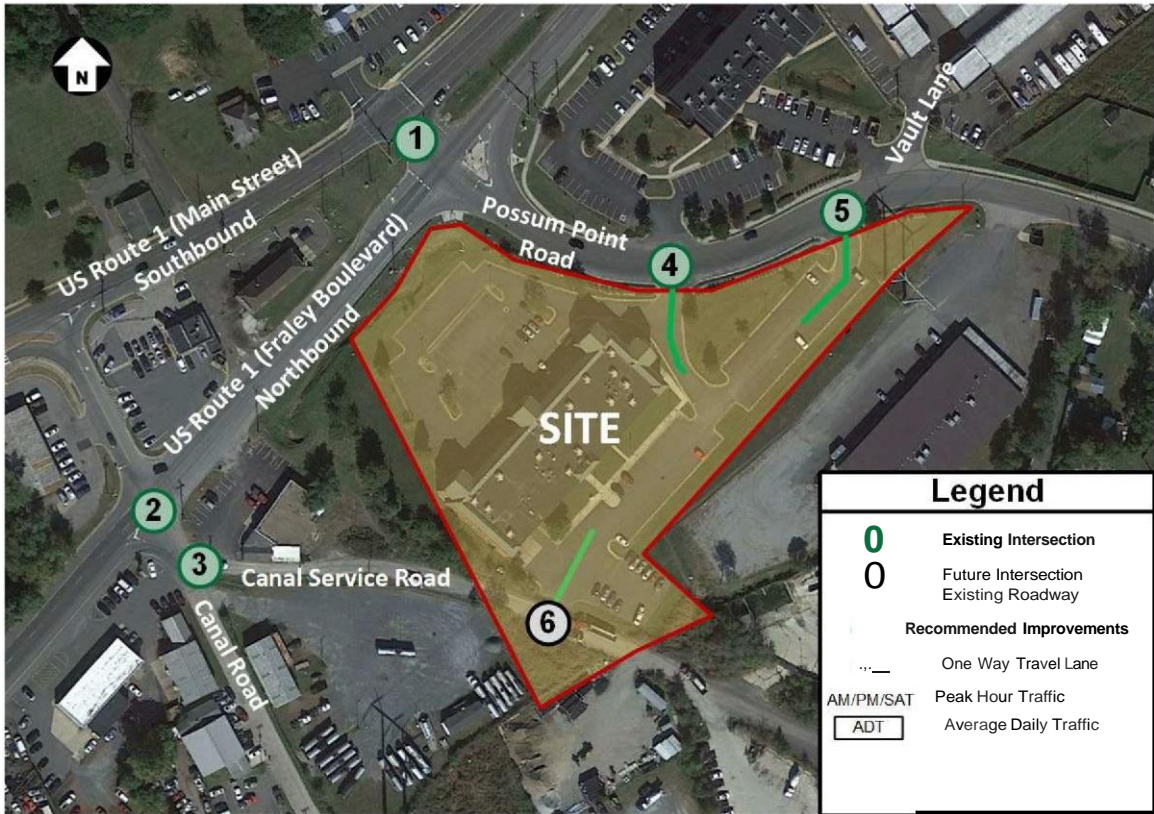 N
1
US Route 1 (Main Street)
Southbound
US Route 1 (Fraley Boulevard)
Northbound
Possum Point
Road
Vault Lane
4
5
SITE
2
3
Canal Service Road
Canal Road
6
Legend
0 Existing Intersection
0 Future Intersection
Existing Roadway
Recommended Improvements
.,.__ One Way Travel Lane
AM/PM/SAT Peak Hour Traffic
ADT Average Daily Traffic